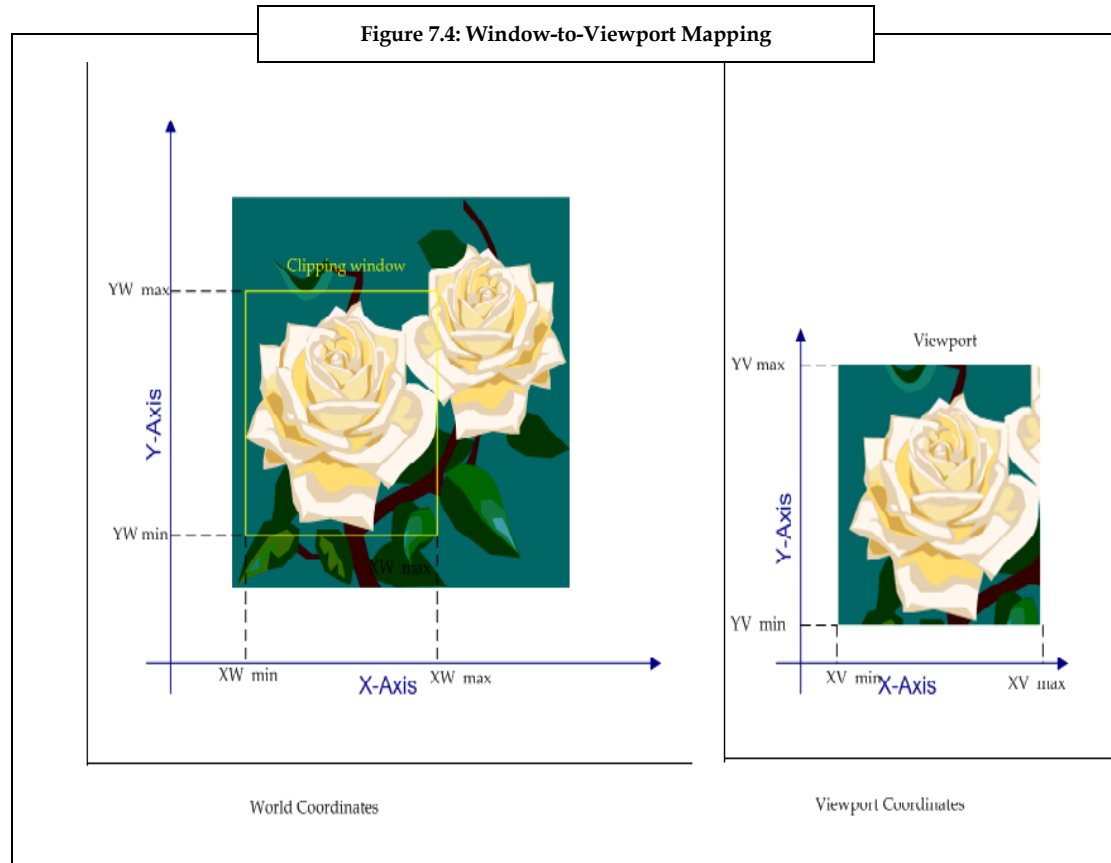 Figure 7.4: Window-to-Viewport Mapping
Clipping window
YW max
Y-Axis
YW min
XW max
XW min
X-Axis
XW max
World Coordinates
Viewport
YV max
Y-Axis
YV min
XV min
X-Axis
XV max
Viewport Coordinates